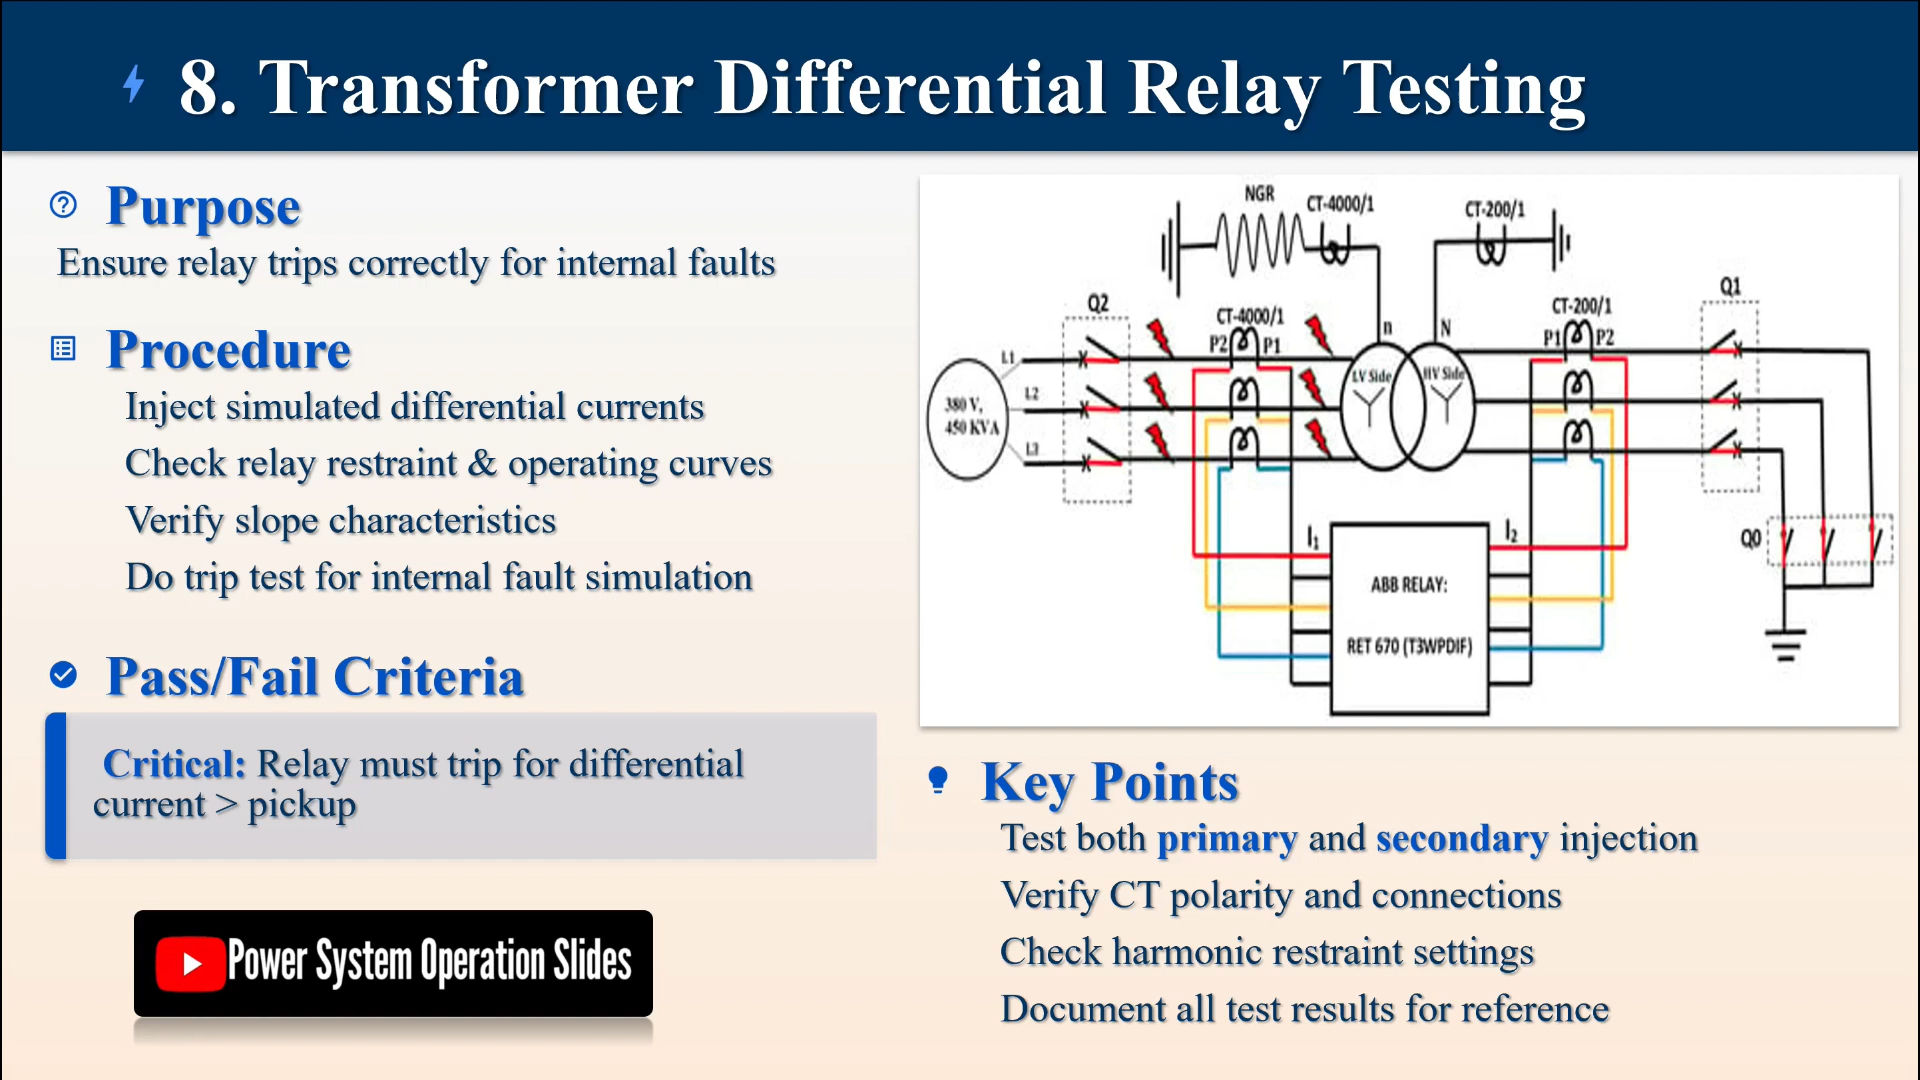 8. Transformer Differential Relay Testing
Purpose
Ensure relay trips correctly for internal faults
Procedure
Inject simulated differential currents
Check relay restraint & operating curves
Verify slope characteristics
Do trip test for internal fault simulation
Pass/Fail Criteria
Critical: Relay must trip for differential
current > pickup
Power System Operation Slides
NGR
CT-4000/1
CT-200/1
Q2
CT-4000/1
P2
P1
n
N
CT-200/1
P1
P2
Q1
L1
L2
L3
380 V,
450 KVA
LV Side
HV Side
Q0
I1
I2
ABB RELAY:
RET 670 (T3WPDIF)
Key Points
Test both primary and secondary injection
Verify CT polarity and connections
Check harmonic restraint settings
Document all test results for reference